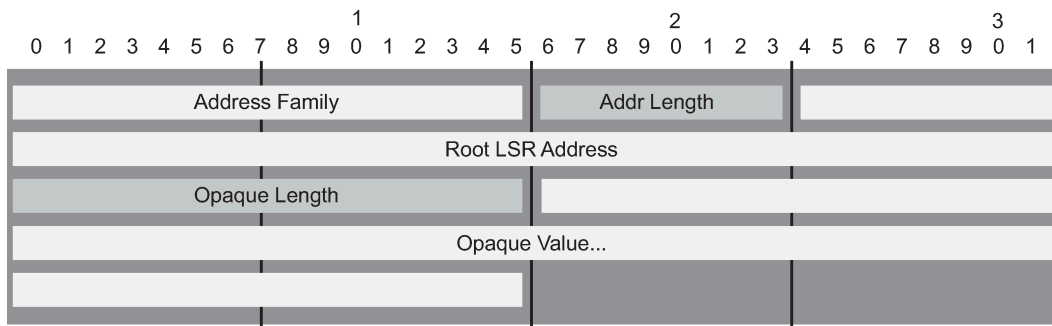 1 2 3
0 1 2 3 4 5 6 7 8 9 0 1 2 3 4 5 6 7 8 9 0 1 2 3 4 5 6 7 8 9 0 1
Address Family Addr Length
Root LSR Address
Opaque Length
Opaque Value...